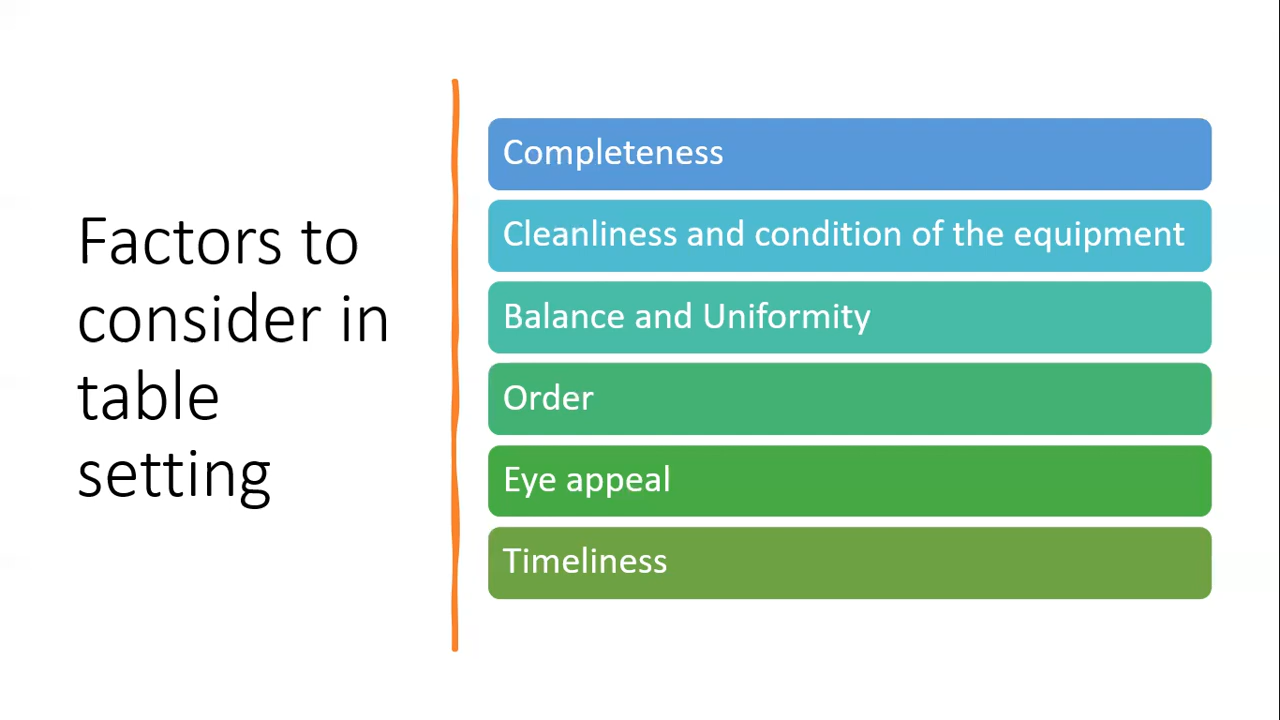 Factors to
consider in
table
setting
Completeness
Cleanliness and condition of the equipment
Balance and Uniformity
Order
Eye appeal
Timeliness